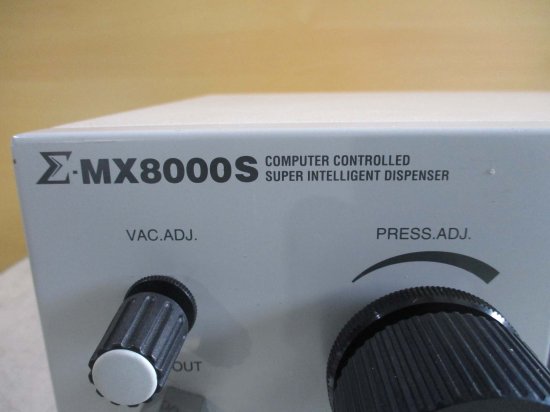 Σ-MX8000S COMPUTER CONTROLLED
SUPER INTELLIGENT DISPENSER
VAC.ADJ. PRESS.ADJ.
OUT